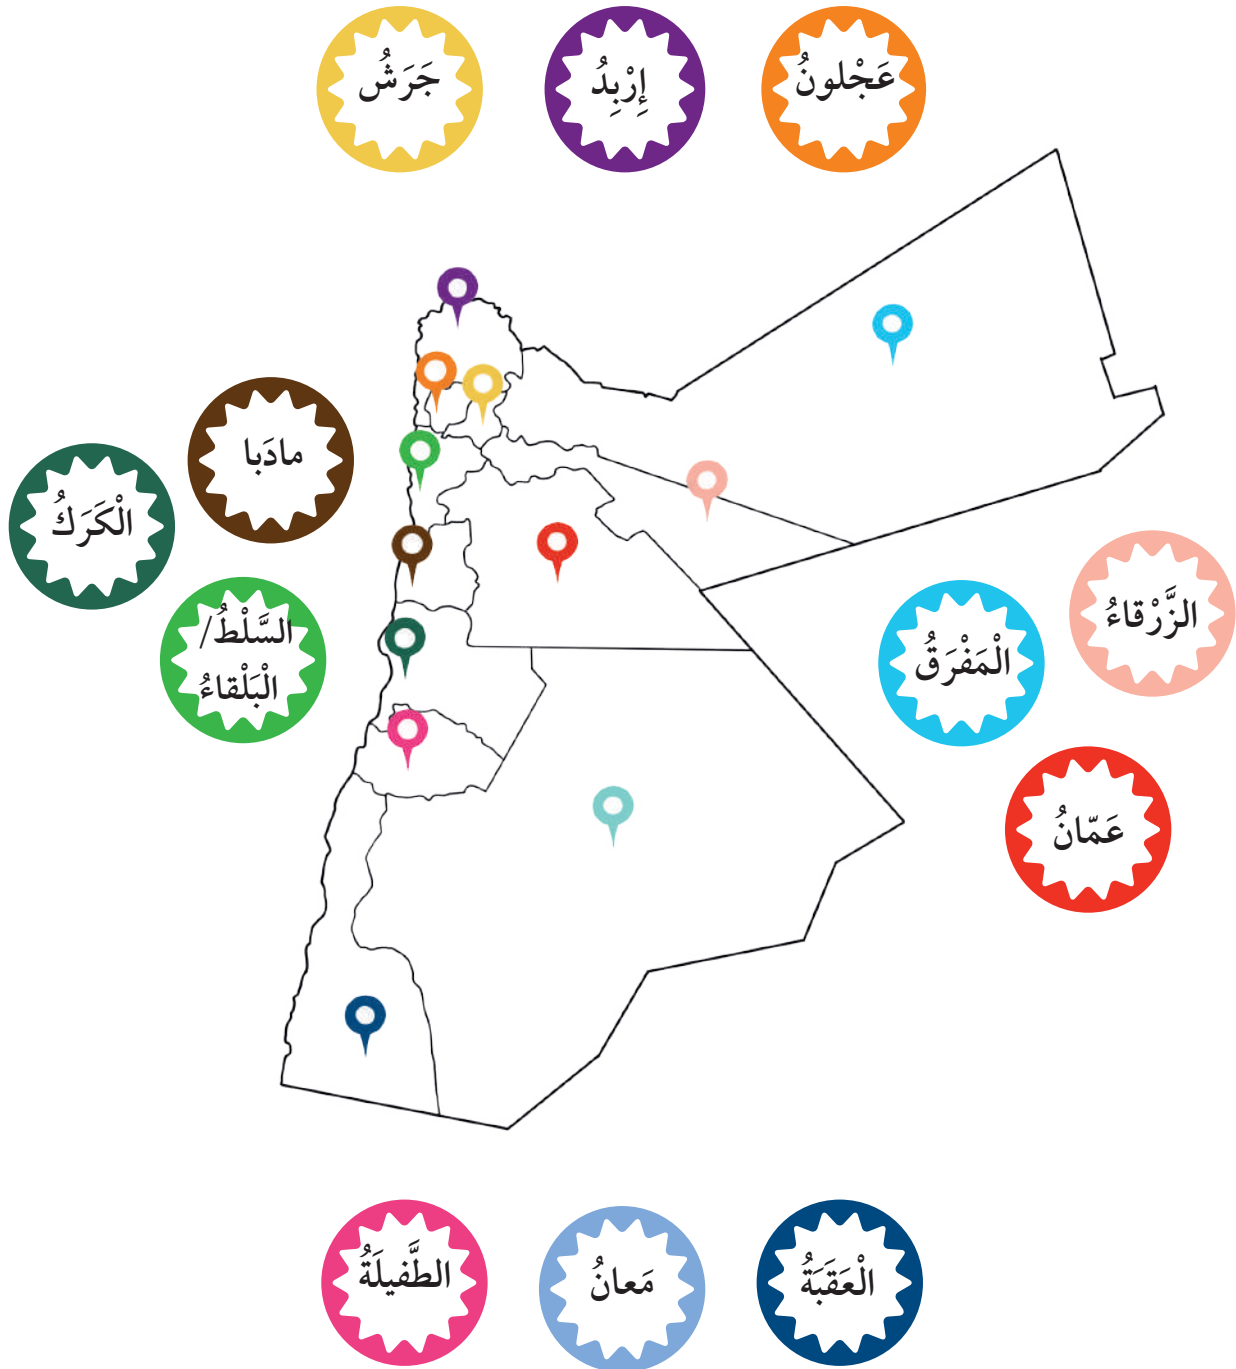 عَجْلونُ
إِرْبِدُ
جَرَشُ
مادَبا
الْكَرَكُ
السَّلْطُ/
الْبَلْقاءُ
الزَّرْقاءُ
الْمَفْرَقُ
عَمّانُ
الْعَقَبَةُ
مَعانُ
الطَّفيلَةُ